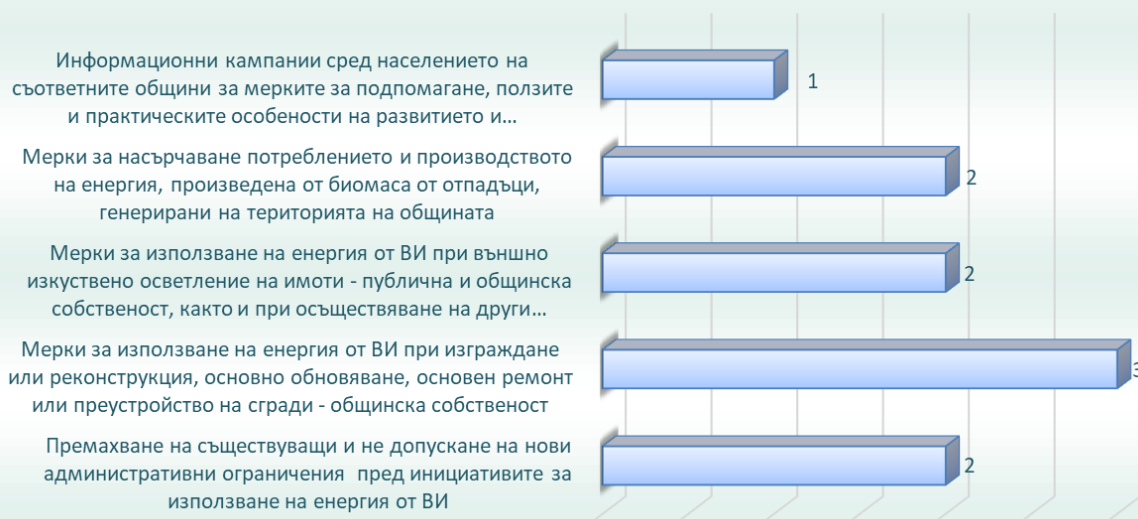 Информационни кампании сред населението на
съответните общини за мерките за подпомагане, ползите
и практическите особености на развитието и...
1
Мерки за насърчаване потреблението и производството
на енергия, произведена от биомаса от отпадъци,
генерирани на територията на общината
2
Мерки за използване на енергия от ВИ при външно
изкуствено осветление на имоти - публична и общинска
собственост, както и при осъществяване на други...
2
Мерки за използване на енергия от ВИ при изграждане
или реконструкция, основно обновяване, основен ремонт
или преустройство на сгради - общинска собственост
3
Премахване на съществуващи и не допускане на нови
административни ограничения пред инициативите за
използване на енергия от ВИ
2